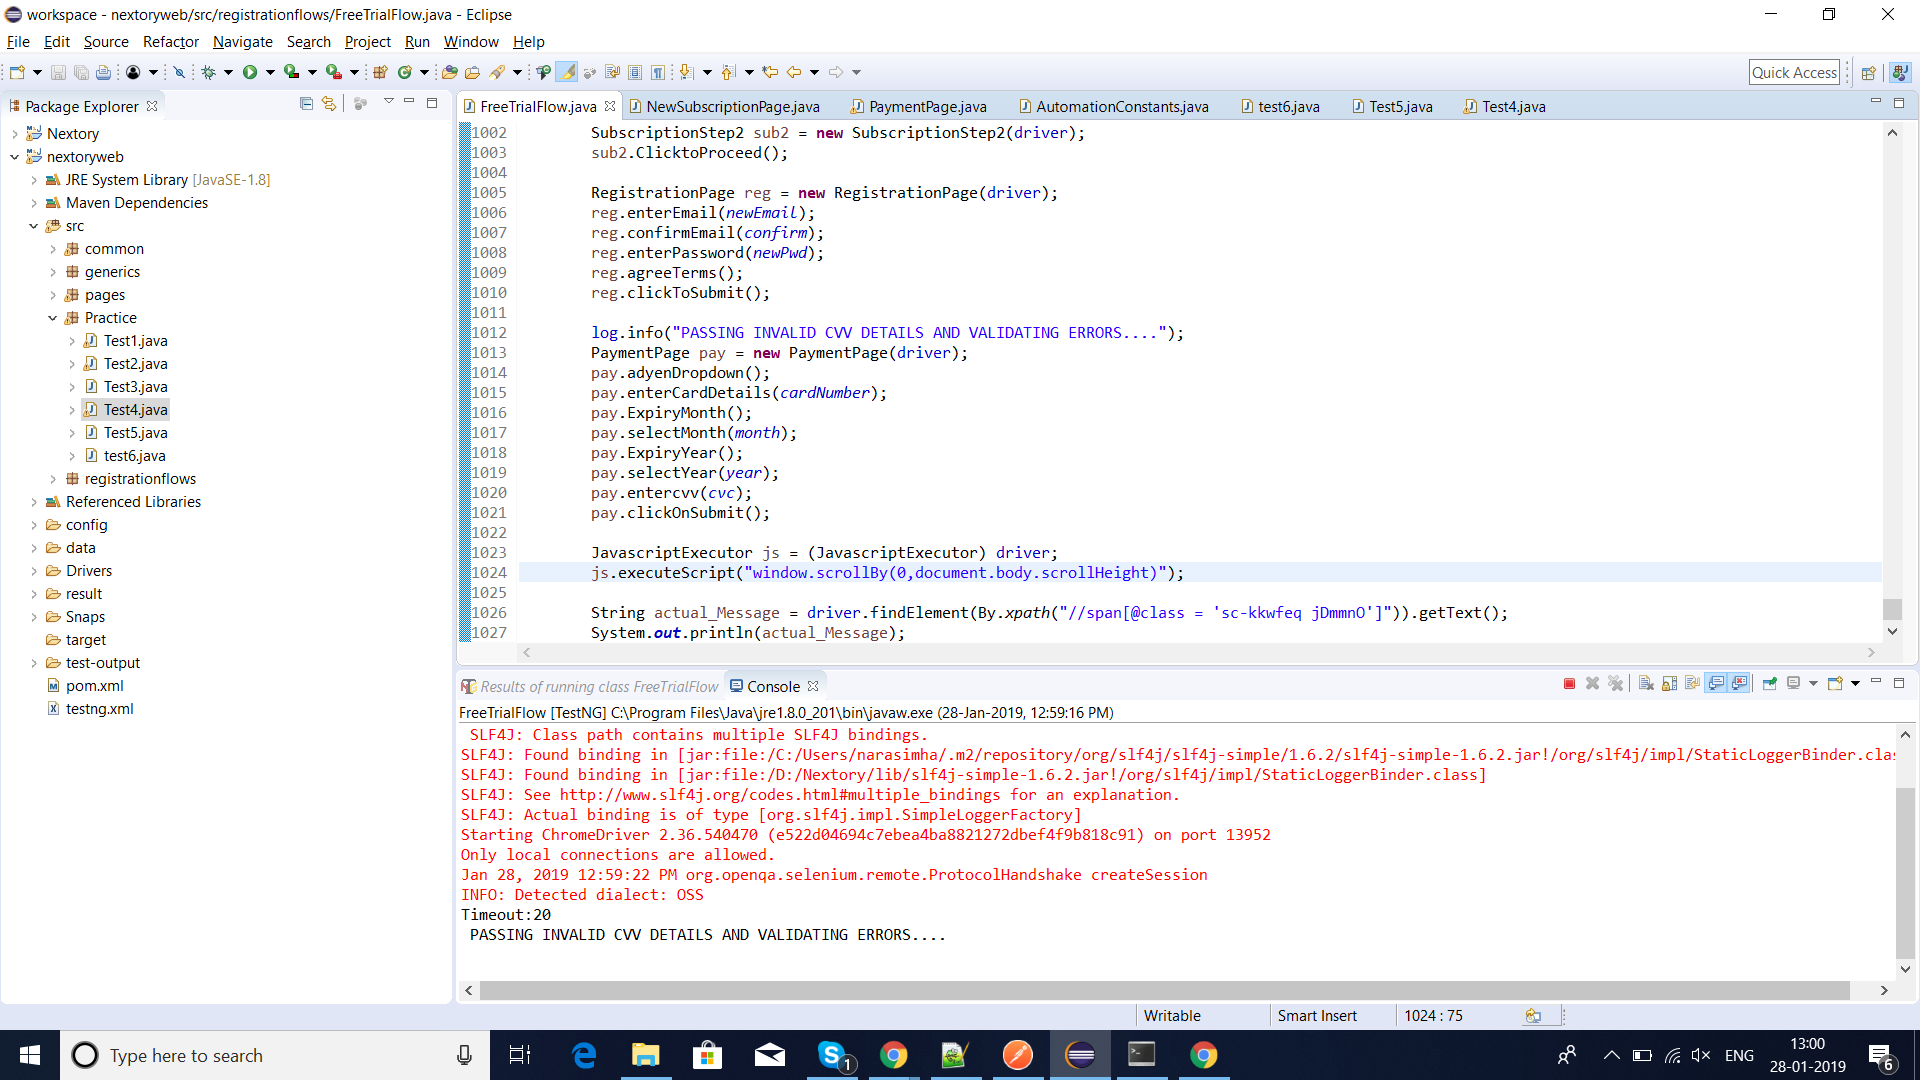 workspace - nextoryweb/src/registrationflows/FreeTrialFlow.java - Eclipse
File Edit Source Refactor Navigate Search Project Run Window Help
Quick Access
Package Explorer
Nextory
nextoryweb
JRE System Library [JavaSE-1.8]
Maven Dependencies
src
common
generics
pages
Practice
Test1.java
Test2.java
Test3.java
Test4.java
Test5.java
test6.java
registrationflows
Referenced Libraries
config
data
Drivers
result
Snaps
target
test-output
pom.xml
testng.xml
FreeTrialFlow.java NewSubscriptionPage.java PaymentPage.java AutomationConstants.java test6.java Test5.java Test4.java
1002 SubscriptionStep2 sub2 = new SubscriptionStep2(driver);
1003 sub2.ClicktoProceed();
1004
1005 RegistrationPage reg = new RegistrationPage(driver);
1006 reg.enterEmail(newEmail);
1007 reg.confirmEmail(confirm);
1008 reg.enterPassword(newPwd);
1009 reg.agreeTerms();
1010 reg.clickToSubmit();
1011
1012 log.info("PASSING INVALID CVV DETAILS AND VALIDATING ERRORS....");
1013 PaymentPage pay = new PaymentPage(driver);
1014 pay.adyenDropdown();
1015 pay.enterCardDetails(cardNumber);
1016 pay.ExpiryMonth();
1017 pay.selectMonth(month);
1018 pay.ExpiryYear();
1019 pay.selectYear(year);
1020 pay.entercvv(cvc);
1021 pay.clickOnSubmit();
1022
1023 JavascriptExecutor js = (JavascriptExecutor) driver;
1024 js.executeScript("window.scrollBy(0,document.body.scrollHeight)");
1025
1026 String actual_Message = driver.findElement(By.xpath("//span[@class = 'sc-kkwfeq jDmmnO']")).getText();
1027 System.out.println(actual_Message);
Results of running class FreeTrialFlow Console
FreeTrialFlow [TestNG] C:\Program Files\Java\jre1.8.0_201\bin\javaw.exe (28-Jan-2019, 12:59:16 PM)
SLF4J: Class path contains multiple SLF4J bindings.
SLF4J: Found binding in [jar:file:/C:/Users/narasimha/.m2/repository/org/slf4j/slf4j-simple/1.6.2/slf4j-simple-1.6.2.jar!/org/slf4j/impl/StaticLoggerBinder.clas
SLF4J: Found binding in [jar:file:/D:/Nextory/lib/slf4j-simple-1.6.2.jar!/org/slf4j/impl/StaticLoggerBinder.class]
SLF4J: See http://www.slf4j.org/codes.html#multiple_bindings for an explanation.
SLF4J: Actual binding is of type [org.slf4j.impl.SimpleLoggerFactory]
Starting ChromeDriver 2.36.540470 (e522d04694c7ebea4ba8821272dbef4f9b818c91) on port 13952
Only local connections are allowed.
Jan 28, 2019 12:59:22 PM org.openqa.selenium.remote.ProtocolHandshake createSession
INFO: Detected dialect: OSS
Timeout:20
PASSING INVALID CVV DETAILS AND VALIDATING ERRORS....
Writable Smart Insert 1024 : 75
Type here to search
1
ENG
13:00
28-01-2019
6